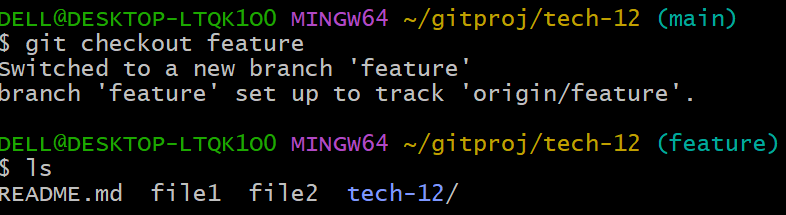 DELL@DESKTOP-LTQK1O0 MINGW64 ~/gitproj/tech-12 (main)
$ git checkout feature
Switched to a new branch 'feature'
branch 'feature' set up to track 'origin/feature'.
DELL@DESKTOP-LTQK1O0 MINGW64 ~/gitproj/tech-12 (feature)
$ ls
README.md  file1  file2  tech-12/